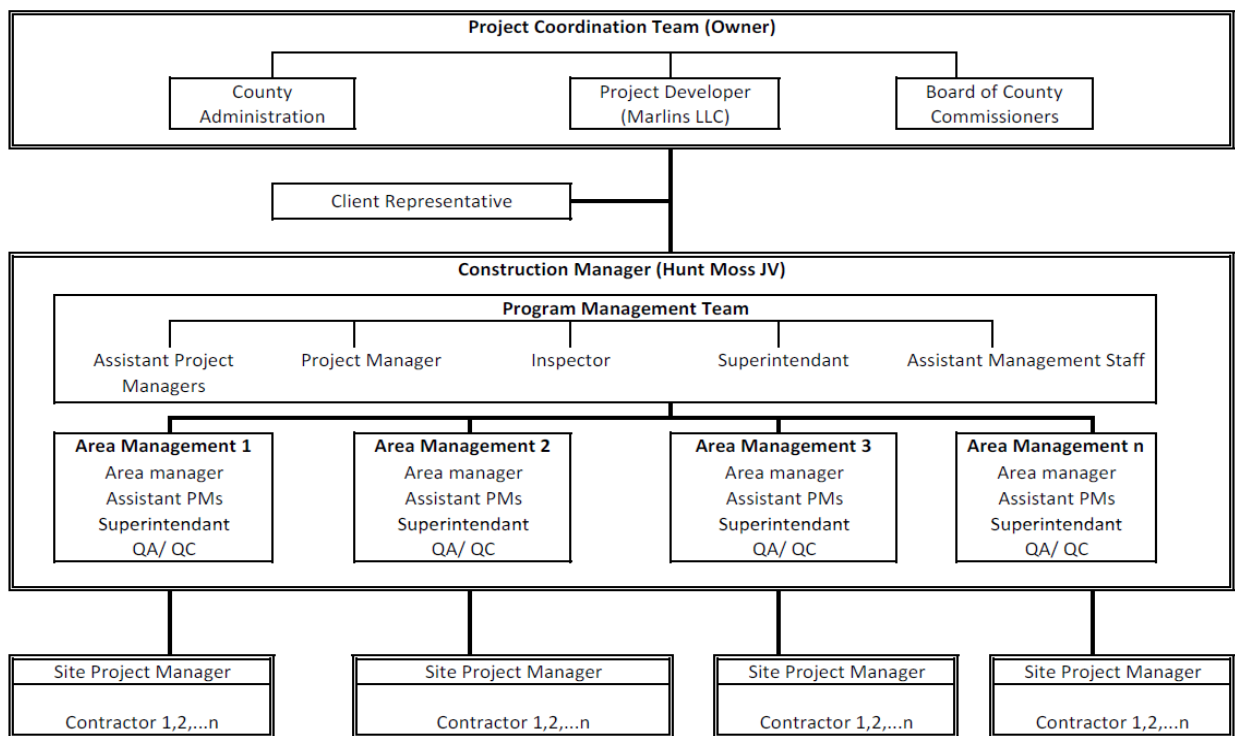 Project Coordination Team (Owner)
County
Administration
Project Developer
(Marlins LLC)
Board of County
Commissioners
Client Representative
Construction Manager (Hunt Moss JV)
Program Management Team
Assistant Project
Managers
Project Manager
Inspector
Superintendant
Assistant Management Staff
Area Management 1
Area manager
Assistant PMs
Superintendant
QA/ QC
Area Management 2
Area manager
Assistant PMs
Superintendant
QA/ QC
Area Management 3
Area manager
Assistant PMs
Superintendant
QA/ QC
Area Management n
Area manager
Assistant PMs
Superintendant
QA/ QC
Site Project Manager
Contractor 1,2,...n
Site Project Manager
Contractor 1,2,...n
Site Project Manager
Contractor 1,2,...n
Site Project Manager
Contractor 1,2,...n